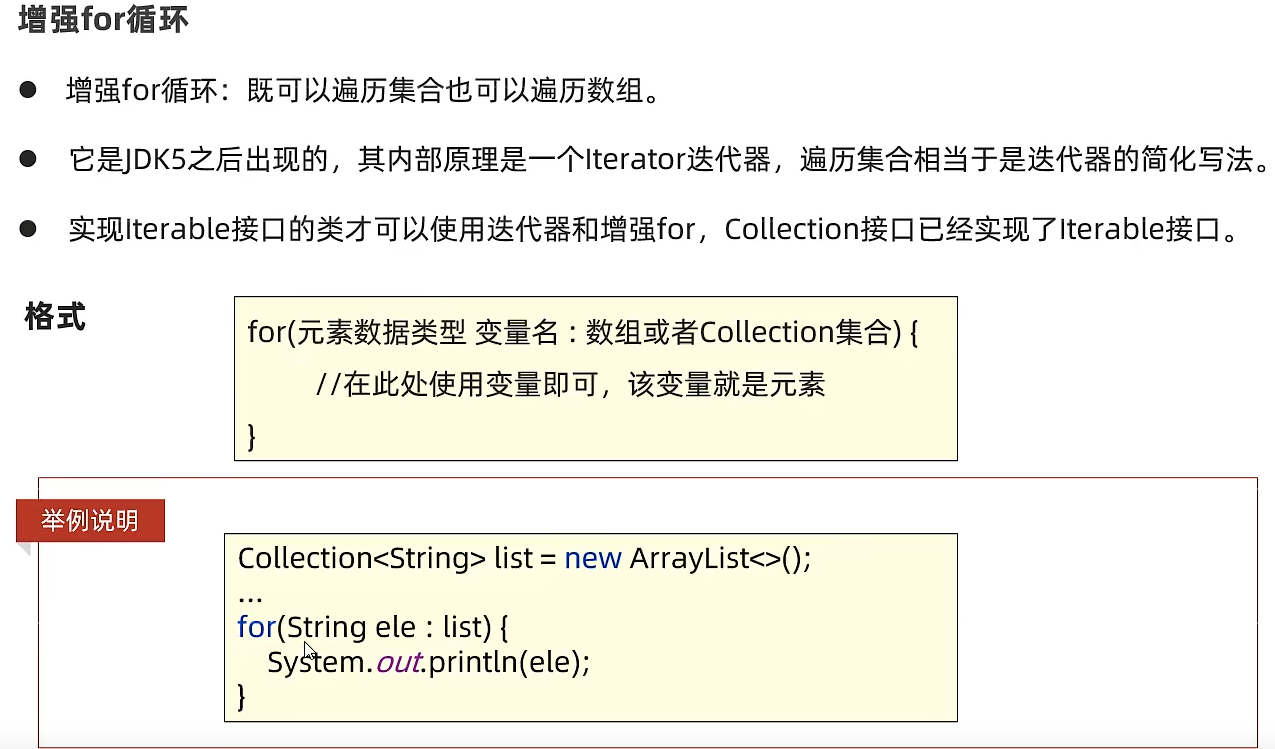 增强for循环
● 增强for循环：既可以遍历集合也可以遍历数组。
● 它是JDK5之后出现的，其内部原理是一个Iterator迭代器，遍历集合相当于是迭代器的简化写法。
● 实现Iterable接口的类才可以使用迭代器和增强for，Collection接口已经实现了Iterable接口。
格式
for(元素数据类型 变量名 : 数组或者Collection集合) {
//在此处使用变量即可，该变量就是元素
}
举例说明
Collection<String> list = new ArrayList<>();
...
for(String ele : list) {
System.out.println(ele);
}